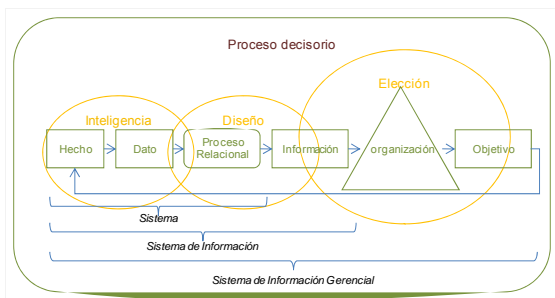 Proceso decisorio
Elección
Inteligencia
Diseño
Hecho
Dato
Proceso
Relacional
Información
organización
Objetivo
Sistema
Sistema de Información
Sistema de Información Gerencial